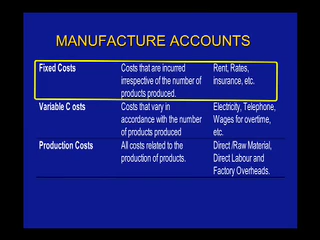 MANUFACTURE ACCOUNTS
Fixed Costs Costs that are incurred Rent, Rates,
irrespective of the number of insurance, etc.
products produced.
Variable C osts Costs that vary in Electricity, Telephone,
accordance with the number Wages for overtime,
of products produced etc.
Production Costs All costs related to the Direct /Raw Material,
production of products. Direct Labour and
Factory Overheads.